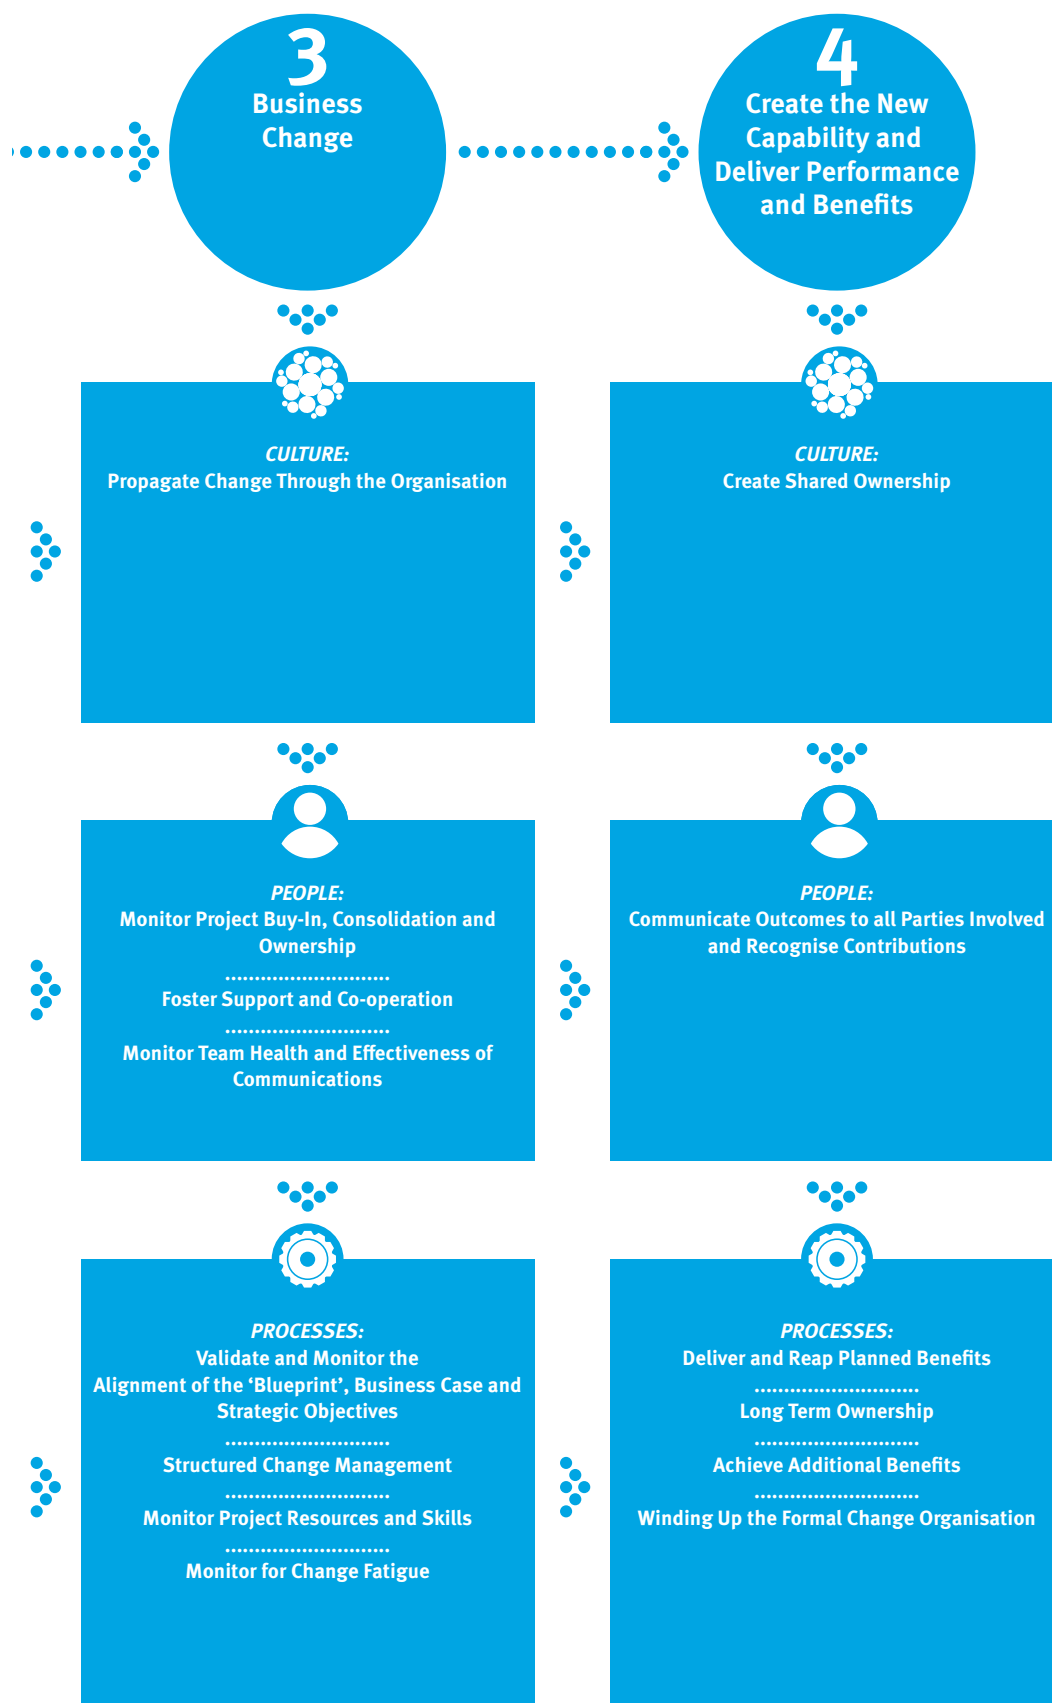 3
Business
Change
4
Create the New
Capability and
Deliver Performance
and Benefits
CULTURE:
Propagate Change Through the Organisation
CULTURE:
Create Shared Ownership
PEOPLE:
Monitor Project Buy-In, Consolidation and
Ownership
............................
Foster Support and Co-operation
............................
Monitor Team Health and Effectiveness of
Communications
PEOPLE:
Communicate Outcomes to all Parties Involved
and Recognise Contributions
PROCESSES:
Validate and Monitor the
Alignment of the ‘Blueprint’, Business Case and
Strategic Objectives
............................
Structured Change Management
............................
Monitor Project Resources and Skills
............................
Monitor for Change Fatigue
PROCESSES:
Deliver and Reap Planned Benefits
............................
Long Term Ownership
............................
Achieve Additional Benefits
............................
Winding Up the Formal Change Organisation